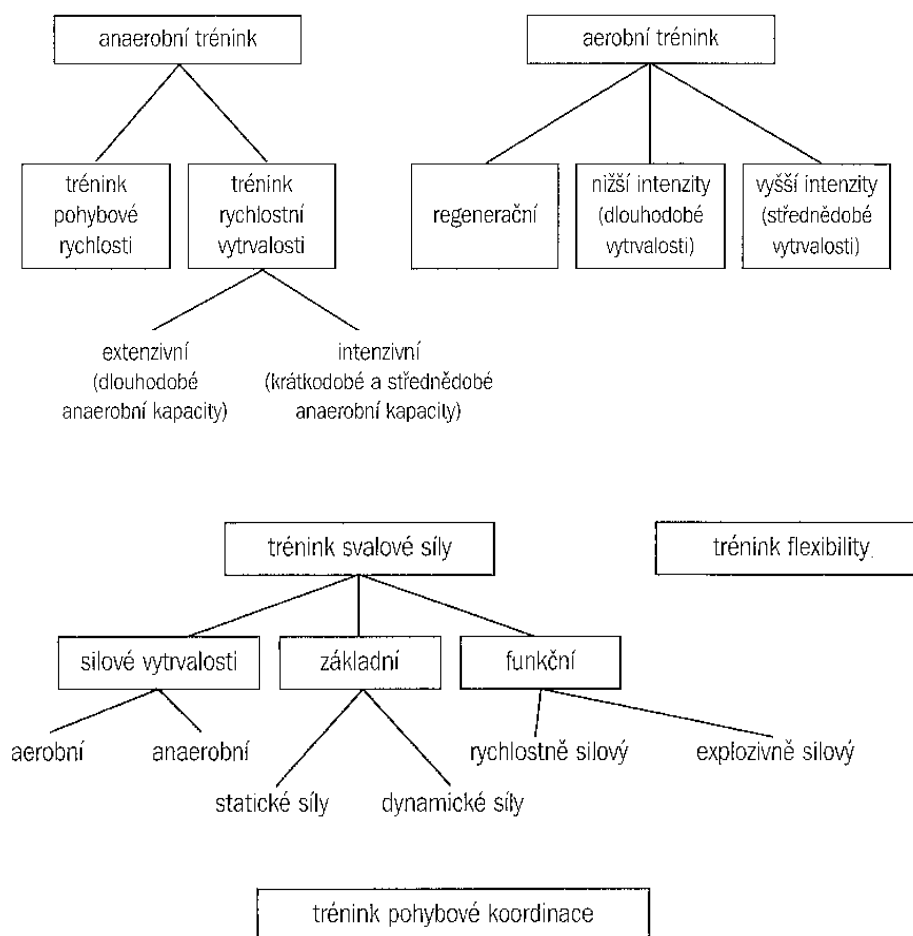 anaerobní trénink
aerobní trénink
trénink
pohybové
rychlosti
trénink
rychlostní
vytrvalosti
regenerační
nižší intenzity
(dlouhodobé
vytrvalosti)
vyšší intenzity
(střednědobé
vytrvalosti)
extenzivní
(dlouhodobé
anaerobní kapacity)
intenzivní
(krátkodobé a střednědobé
anaerobní kapacity)
trénink svalové síly
trénink flexibility
silové vytrvalosti
základní
funkční
aerobní
anaerobní
rychlostně silový
explozivně silový
statické síly
dynamické síly
trénink pohybové koordinace